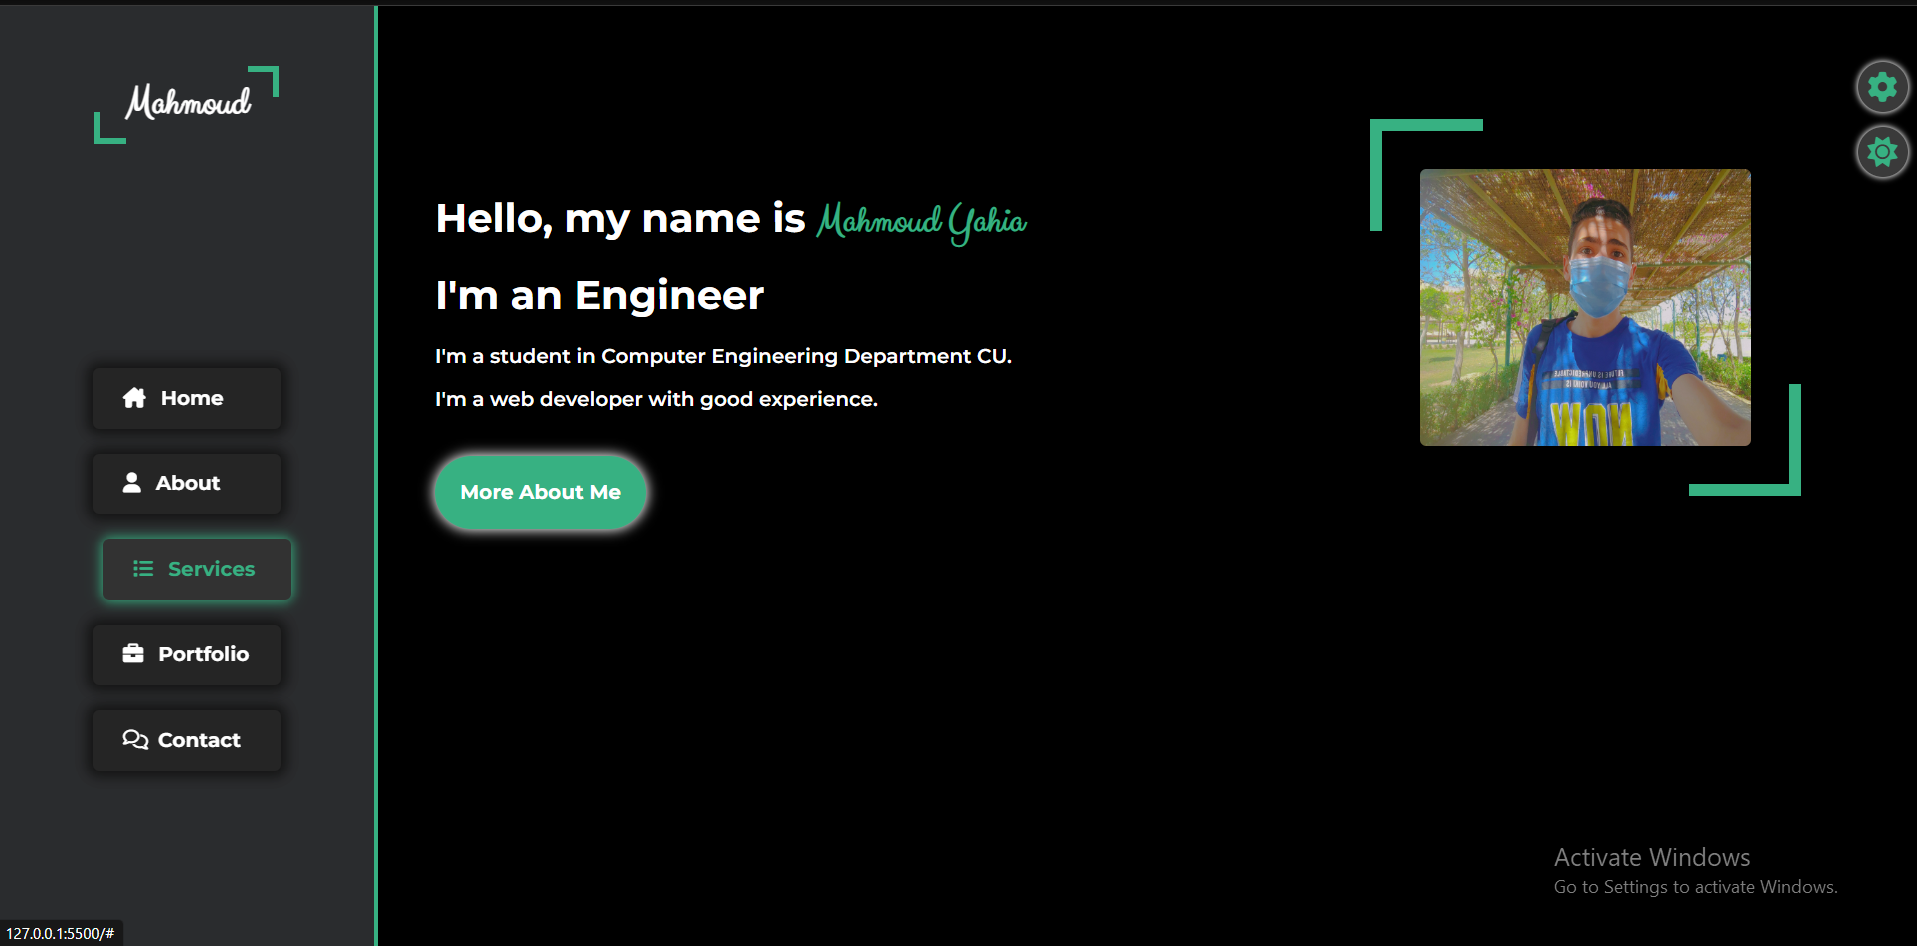 Mahmoud
Home
About
Services
Portfolio
Contact
Hello, my name is Mahmoud Yahia
I'm an Engineer
I'm a student in Computer Engineering Department CU.
I'm a web developer with good experience.
More About Me
WOW
Activate Windows
Go to Settings to activate Windows.
127.0.0.1:5500/#